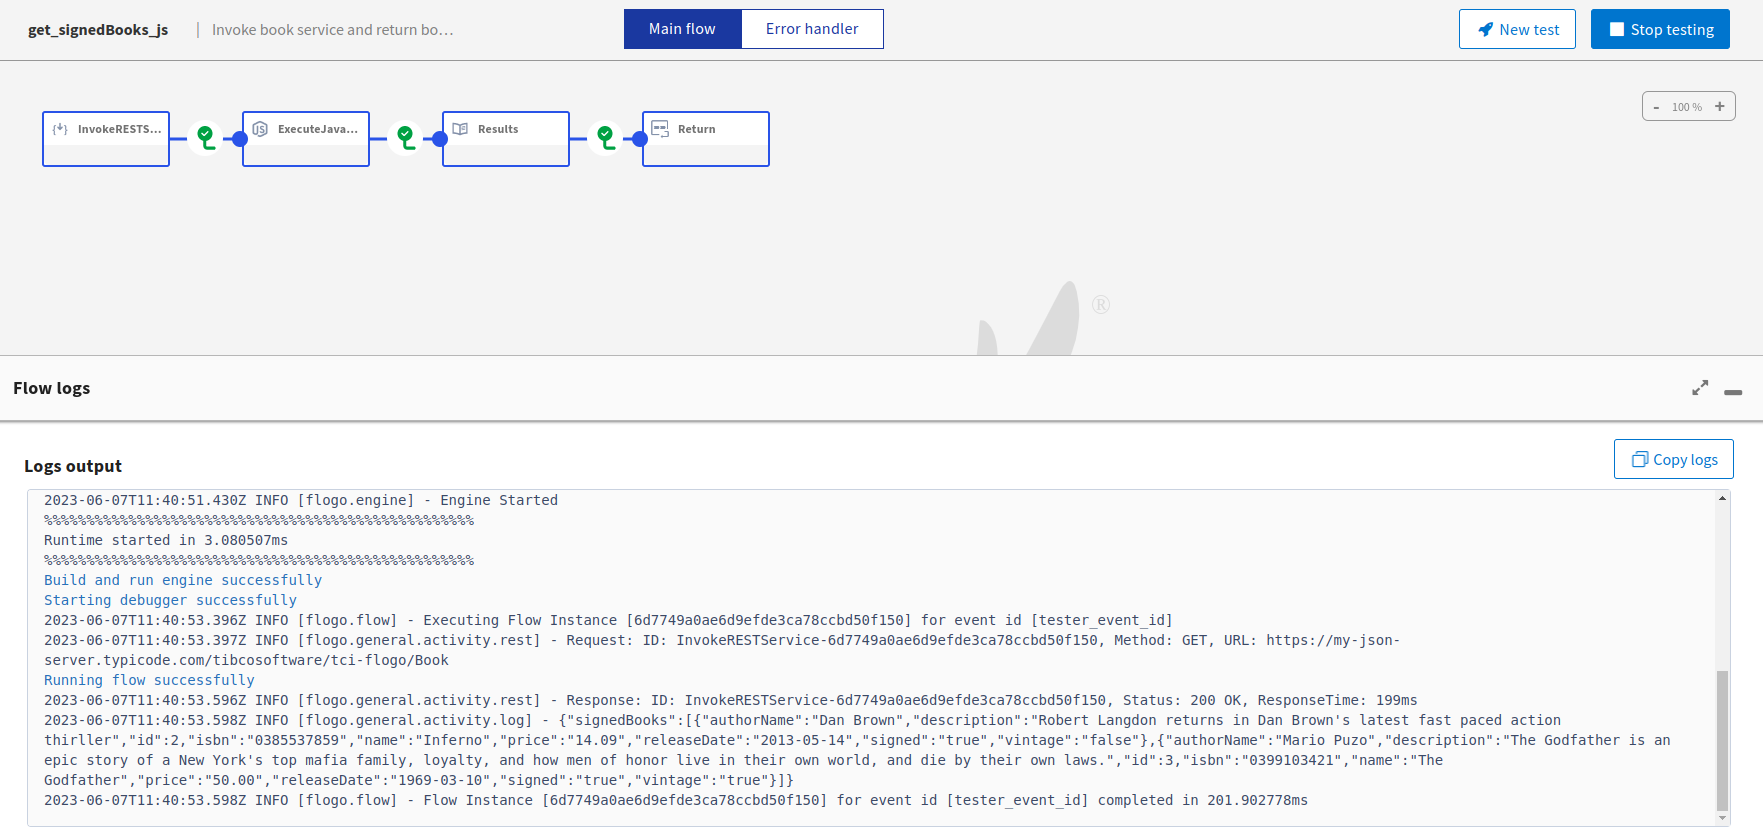 get_signedBooks_js | Invoke book service and return bo... Main flow Error handler New test Stop testing
- 100 % +
InvokeRESTS... ExecuteJava... Results Return
JS
®
Flow logs
Copy logs
Logs output
2023-06-07T11:40:51.430Z INFO [flogo.engine] - Engine Started
%%%%%%%%%%%%%%%%%%%%%%%%%%%%%%%%%%%%%%%%%%%%%%%%%%%
Runtime started in 3.080507ms
%%%%%%%%%%%%%%%%%%%%%%%%%%%%%%%%%%%%%%%%%%%%%%%%%%%
Build and run engine successfully
Starting debugger successfully
2023-06-07T11:40:53.396Z INFO [flogo.flow] - Executing Flow Instance [6d7749a0ae6d9efde3ca78ccbd50f150] for event id [tester_event_id]
2023-06-07T11:40:53.397Z INFO [flogo.general.activity.rest] - Request: ID: InvokeRESTService-6d7749a0ae6d9efde3ca78ccbd50f150, Method: GET, URL: https://my-json-
server.typicode.com/tibcosoftware/tci-flogo/Book
Running flow successfully
2023-06-07T11:40:53.596Z INFO [flogo.general.activity.rest] - Response: ID: InvokeRESTService-6d7749a0ae6d9efde3ca78ccbd50f150, Status: 200 OK, ResponseTime: 199ms
2023-06-07T11:40:53.598Z INFO [flogo.general.activity.log] - {"signedBooks":[{"authorName":"Dan Brown","description":"Robert Langdon returns in Dan Brown's latest fast paced action
thirller","id":2,"isbn":"0385537859","name":"Inferno","price":"14.09","releaseDate":"2013-05-14","signed":"true","vintage":"false"},{"authorName":"Mario Puzo","description":"The Godfather is an
epic story of a New York's top mafia family, loyalty, and how men of honor live in their own world, and die by their own laws.","id":3,"isbn":"0399103421","name":"The
Godfather","price":"50.00","releaseDate":"1969-03-10","signed":"true","vintage":"true"}]}
2023-06-07T11:40:53.598Z INFO [flogo.flow] - Flow Instance [6d7749a0ae6d9efde3ca78ccbd50f150] for event id [tester_event_id] completed in 201.902778ms